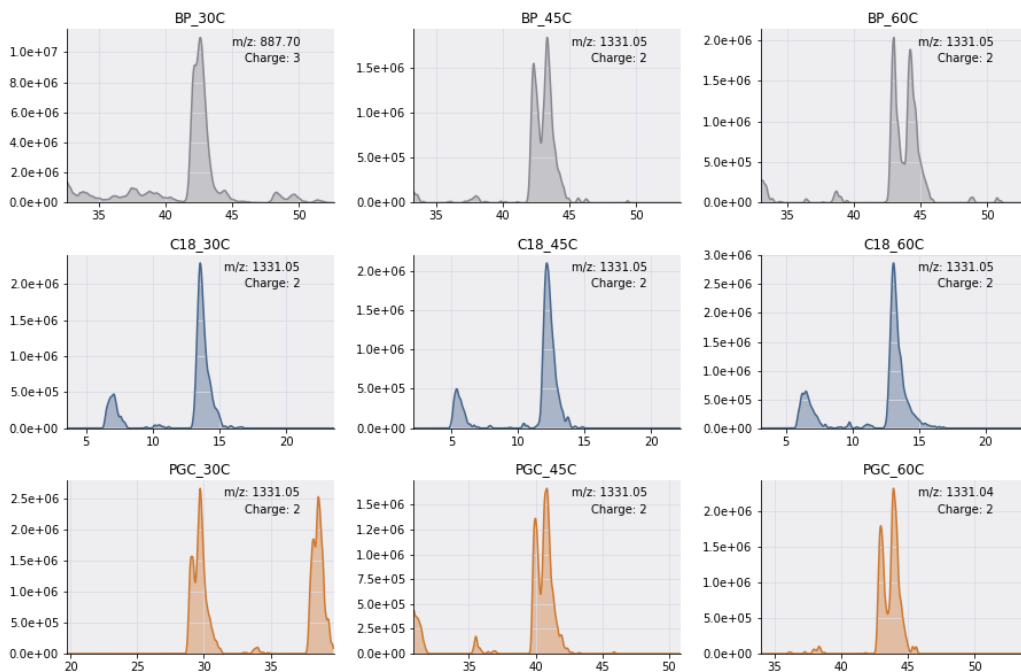 BP_30C
m/z: 887.70
Charge: 3
1.0e+07
8.0e+06
6.0e+06
4.0e+06
2.0e+06
0.0e+00
35 40 45 50
BP_45C
m/z: 1331.05
Charge: 2
1.5e+06
1.0e+06
5.0e+05
0.0e+00
35 40 45 50
BP_60C
m/z: 1331.05
Charge: 2
2.0e+06
1.5e+06
1.0e+06
5.0e+05
0.0e+00
35 40 45 50
C18_30C
m/z: 1331.05
Charge: 2
2.0e+06
1.5e+06
1.0e+06
5.0e+05
0.0e+00
5 10 15 20
C18_45C
m/z: 1331.05
Charge: 2
2.0e+06
1.5e+06
1.0e+06
5.0e+05
0.0e+00
5 10 15 20
C18_60C
m/z: 1331.05
Charge: 2
3.0e+06
2.5e+06
2.0e+06
1.5e+06
1.0e+06
5.0e+05
0.0e+00
5 10 15 20
PGC_30C
m/z: 1331.05
Charge: 2
2.5e+06
2.0e+06
1.5e+06
1.0e+06
5.0e+05
0.0e+00
20 25 30 35
PGC_45C
m/z: 1331.05
Charge: 2
1.5e+06
1.2e+06
1.0e+06
7.5e+05
5.0e+05
2.5e+05
0.0e+00
35 40 45 50
PGC_60C
m/z: 1331.04
Charge: 2
2.0e+06
1.5e+06
1.0e+06
5.0e+05
0.0e+00
35 40 45 50